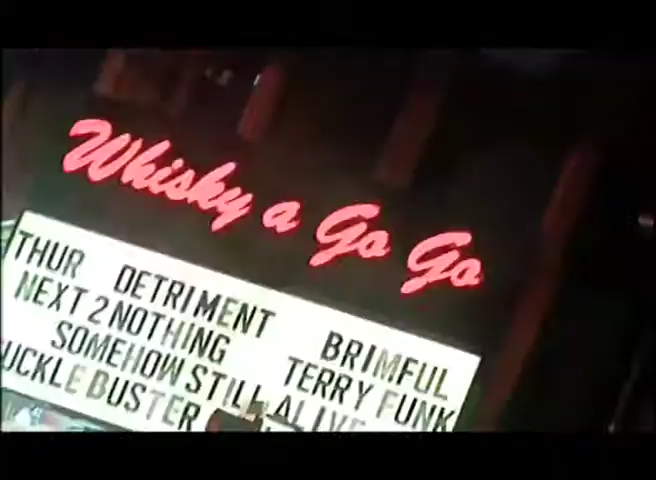 Whisky a Go Go
THUR DETRIMENT BRIMFUL
NEXT 2 NOTHING TERRY FUNK
SOMEHOW STILL ALIVE
UCKLE BUSTER